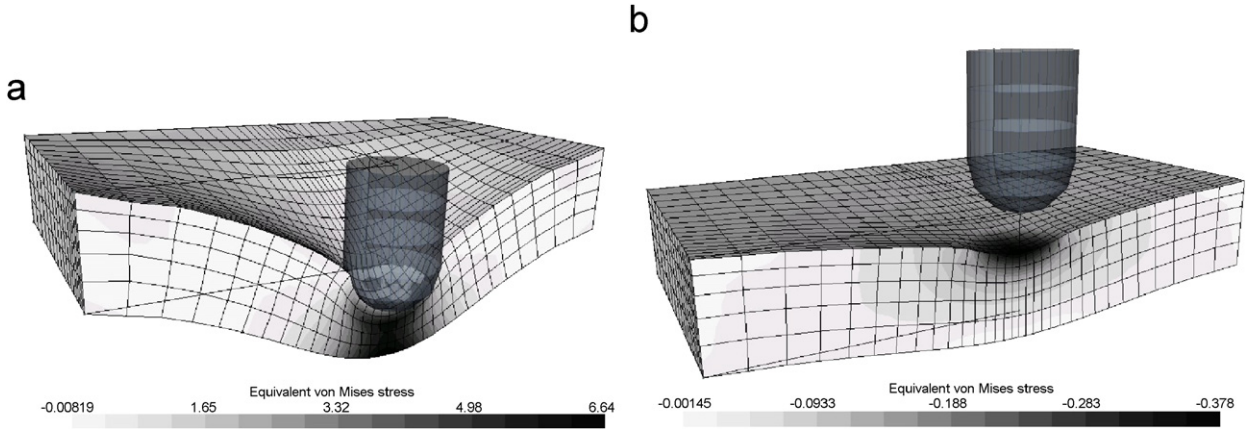 a
Equivalent von Mises stress
-0.00819 1.65 3.32 4.98 6.64
b
Equivalent von Mises stress
-0.00145 -0.0933 -0.188 -0.283 -0.378